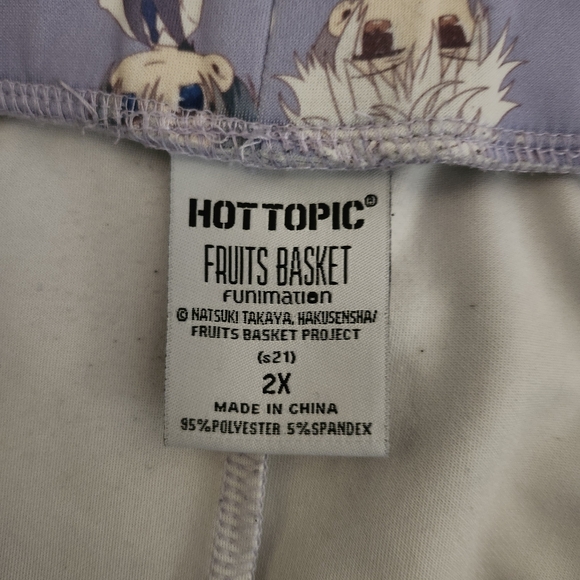 HOT TOPIC®
FRUITS BASKET
FUNIMATION
© NATSUKI TAKAYA, HAKUSENSHA/
FRUITS BASKET PROJECT
(s21)
2X
MADE IN CHINA
95%POLYESTER 5%SPANDEX